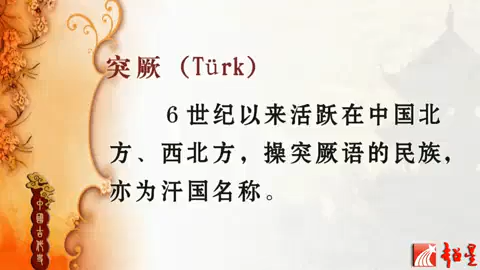 突厥 (Türk)
6世纪以来活跃在中国北
方、西北方，操突厥语的民族，
亦为汗国名称。
中國古代史
超星